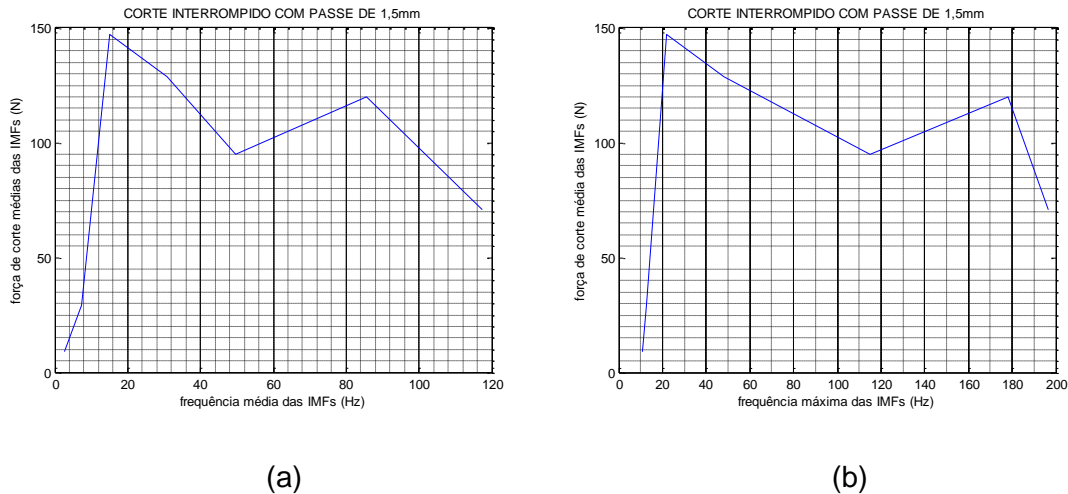 CORTE INTERROMPIDO COM PASSE DE 1,5mm
150
100
50
0
força de corte médias das IMFs (N)
0 20 40 60 80 100 120
frequência média das IMFs (Hz)
(a)
CORTE INTERROMPIDO COM PASSE DE 1,5mm
150
100
50
0
força de corte média das IMFs (N)
0 20 40 60 80 100 120 140 160 180 200
frequência máxima das IMFs (Hz)
(b)